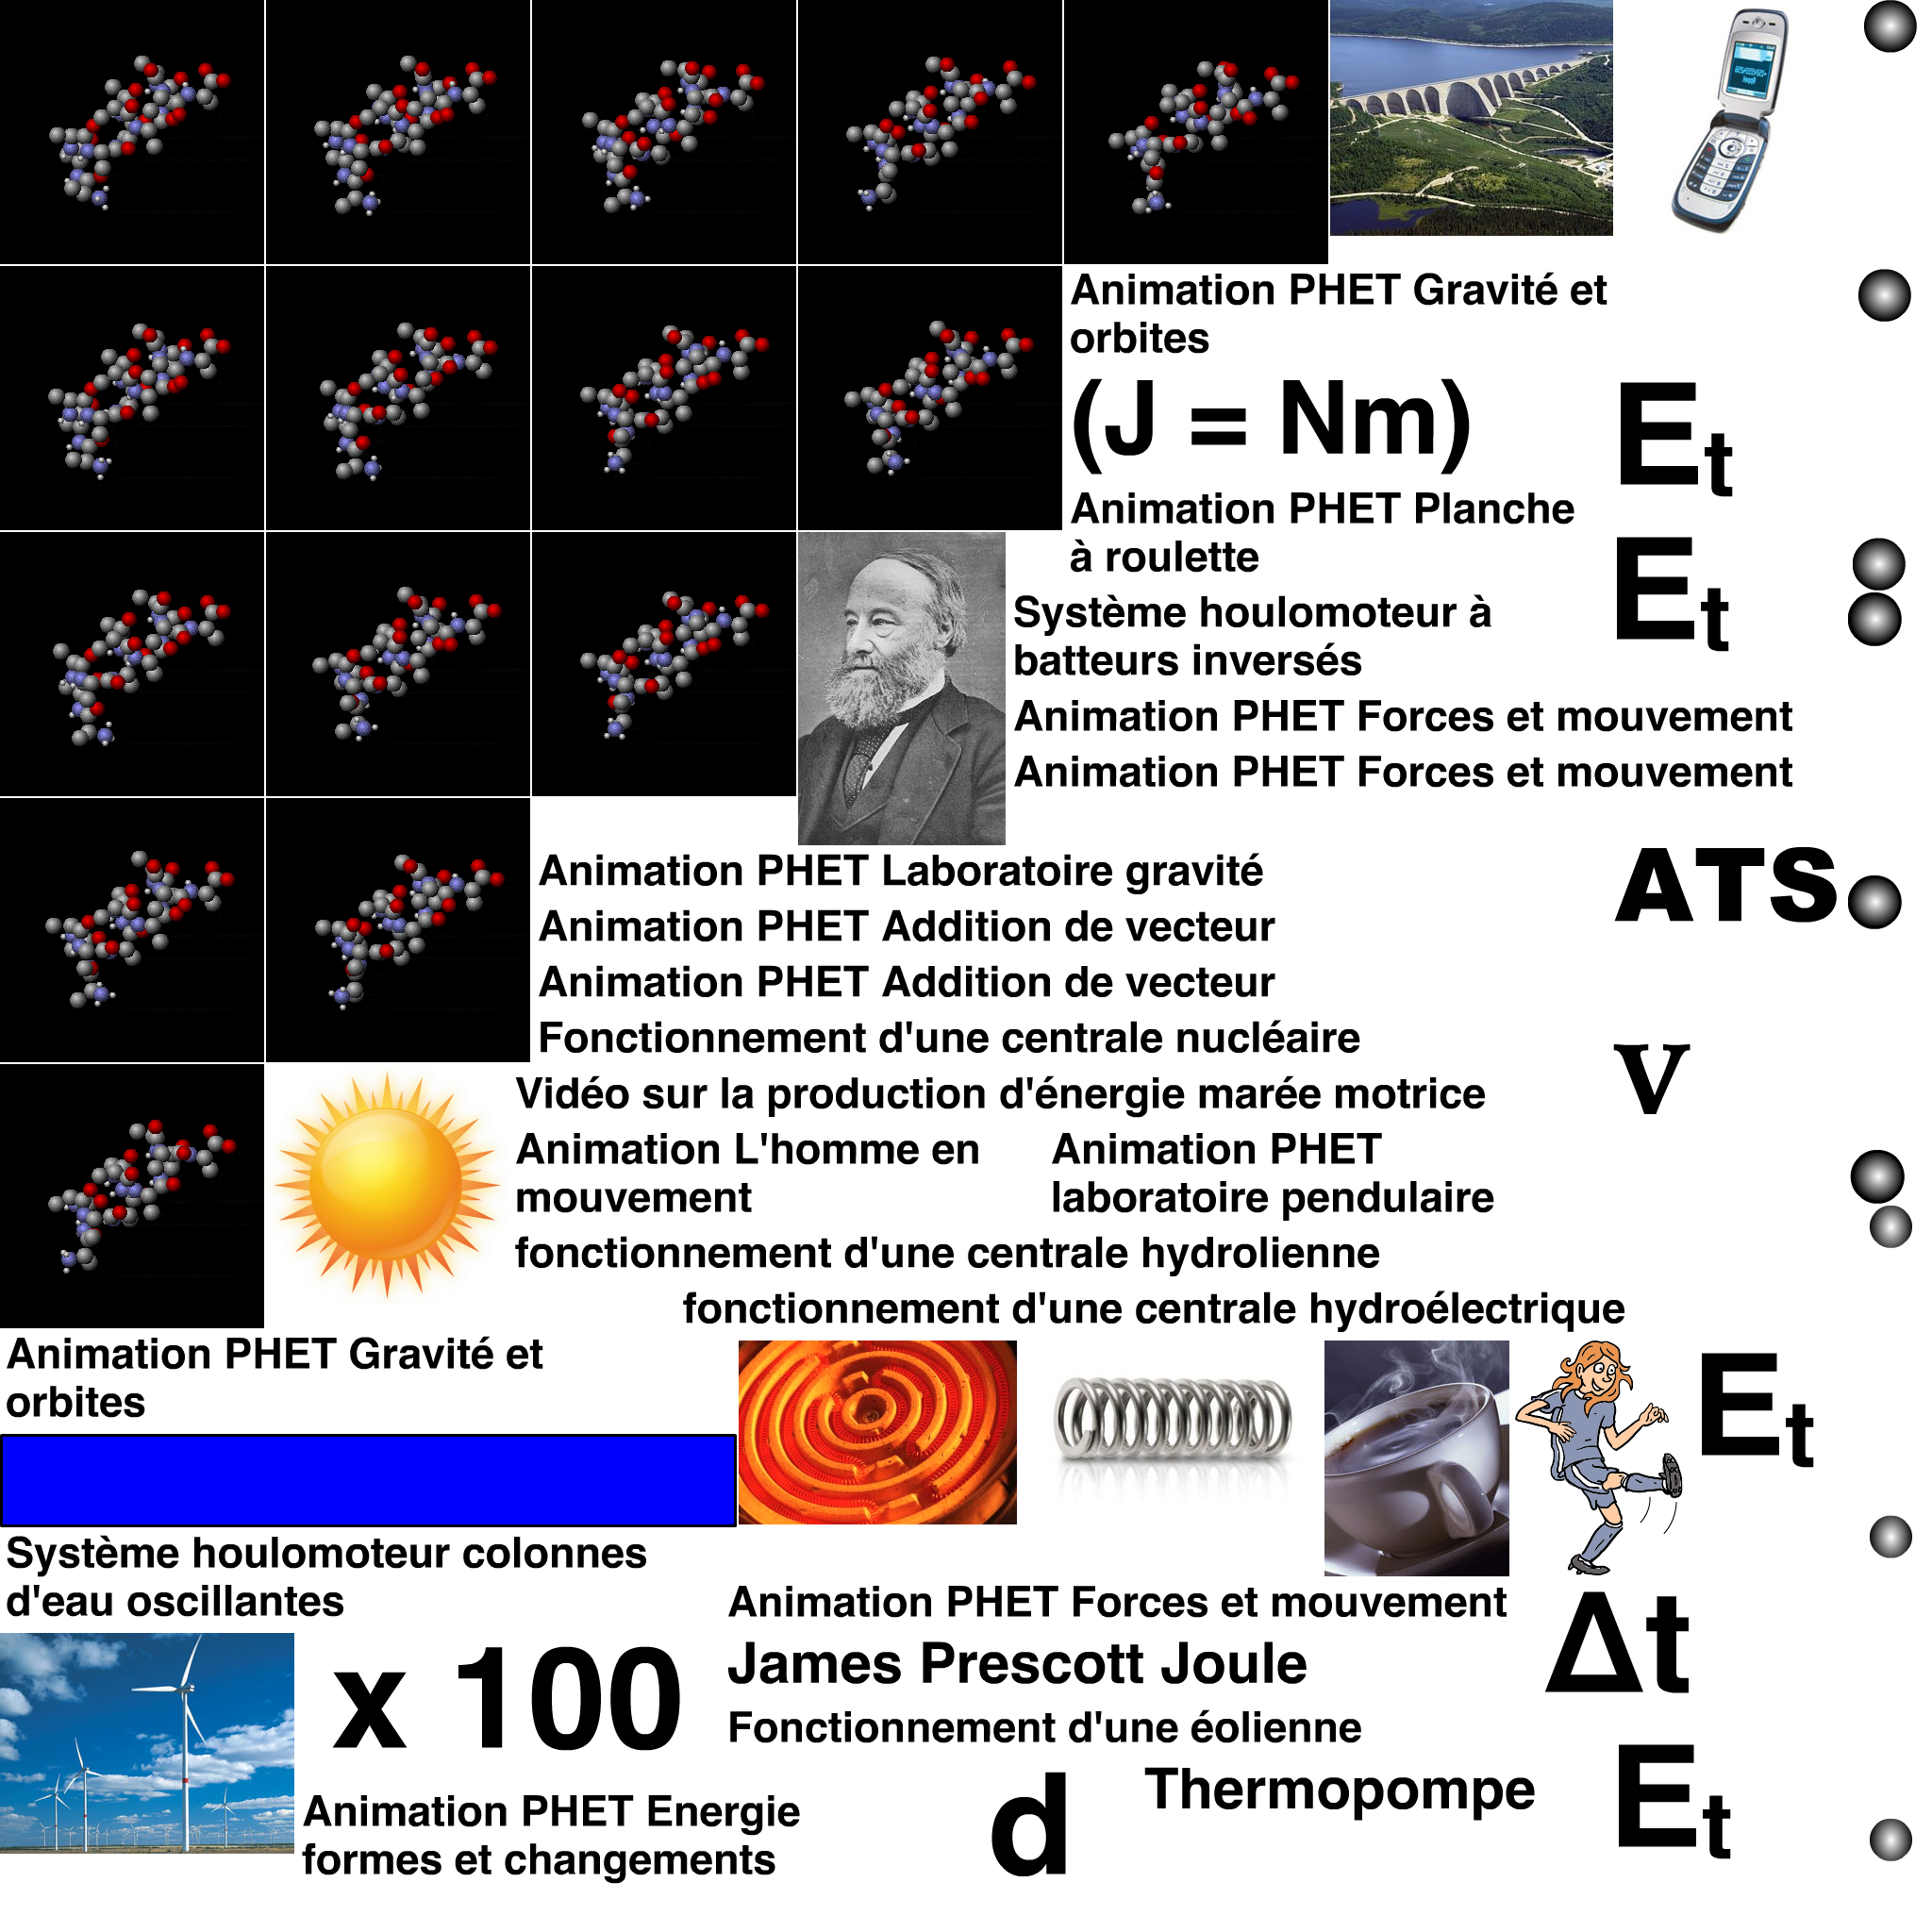 Animation PHET Gravité et
orbites
(J = Nm)
Et
Animation PHET Planche
à roulette
Et
Système houlomoteur à
batteurs inversés
Animation PHET Forces et mouvement
Animation PHET Forces et mouvement
Animation PHET Laboratoire gravité
ATS
Animation PHET Addition de vecteur
Animation PHET Addition de vecteur
Fonctionnement d'une centrale nucléaire
V
Vidéo sur la production d'énergie marée motrice
Animation L'homme en
mouvement
Animation PHET
laboratoire pendulaire
fonctionnement d'une centrale hydrolienne
fonctionnement d'une centrale hydroélectrique
Animation PHET Gravité et
orbites
Et
Système houlomoteur colonnes
d'eau oscillantes
Animation PHET Forces et mouvement
Δt
x 100
James Prescott Joule
Fonctionnement d'une éolienne
Animation PHET Energie
formes et changements
d
Thermopompe
Et